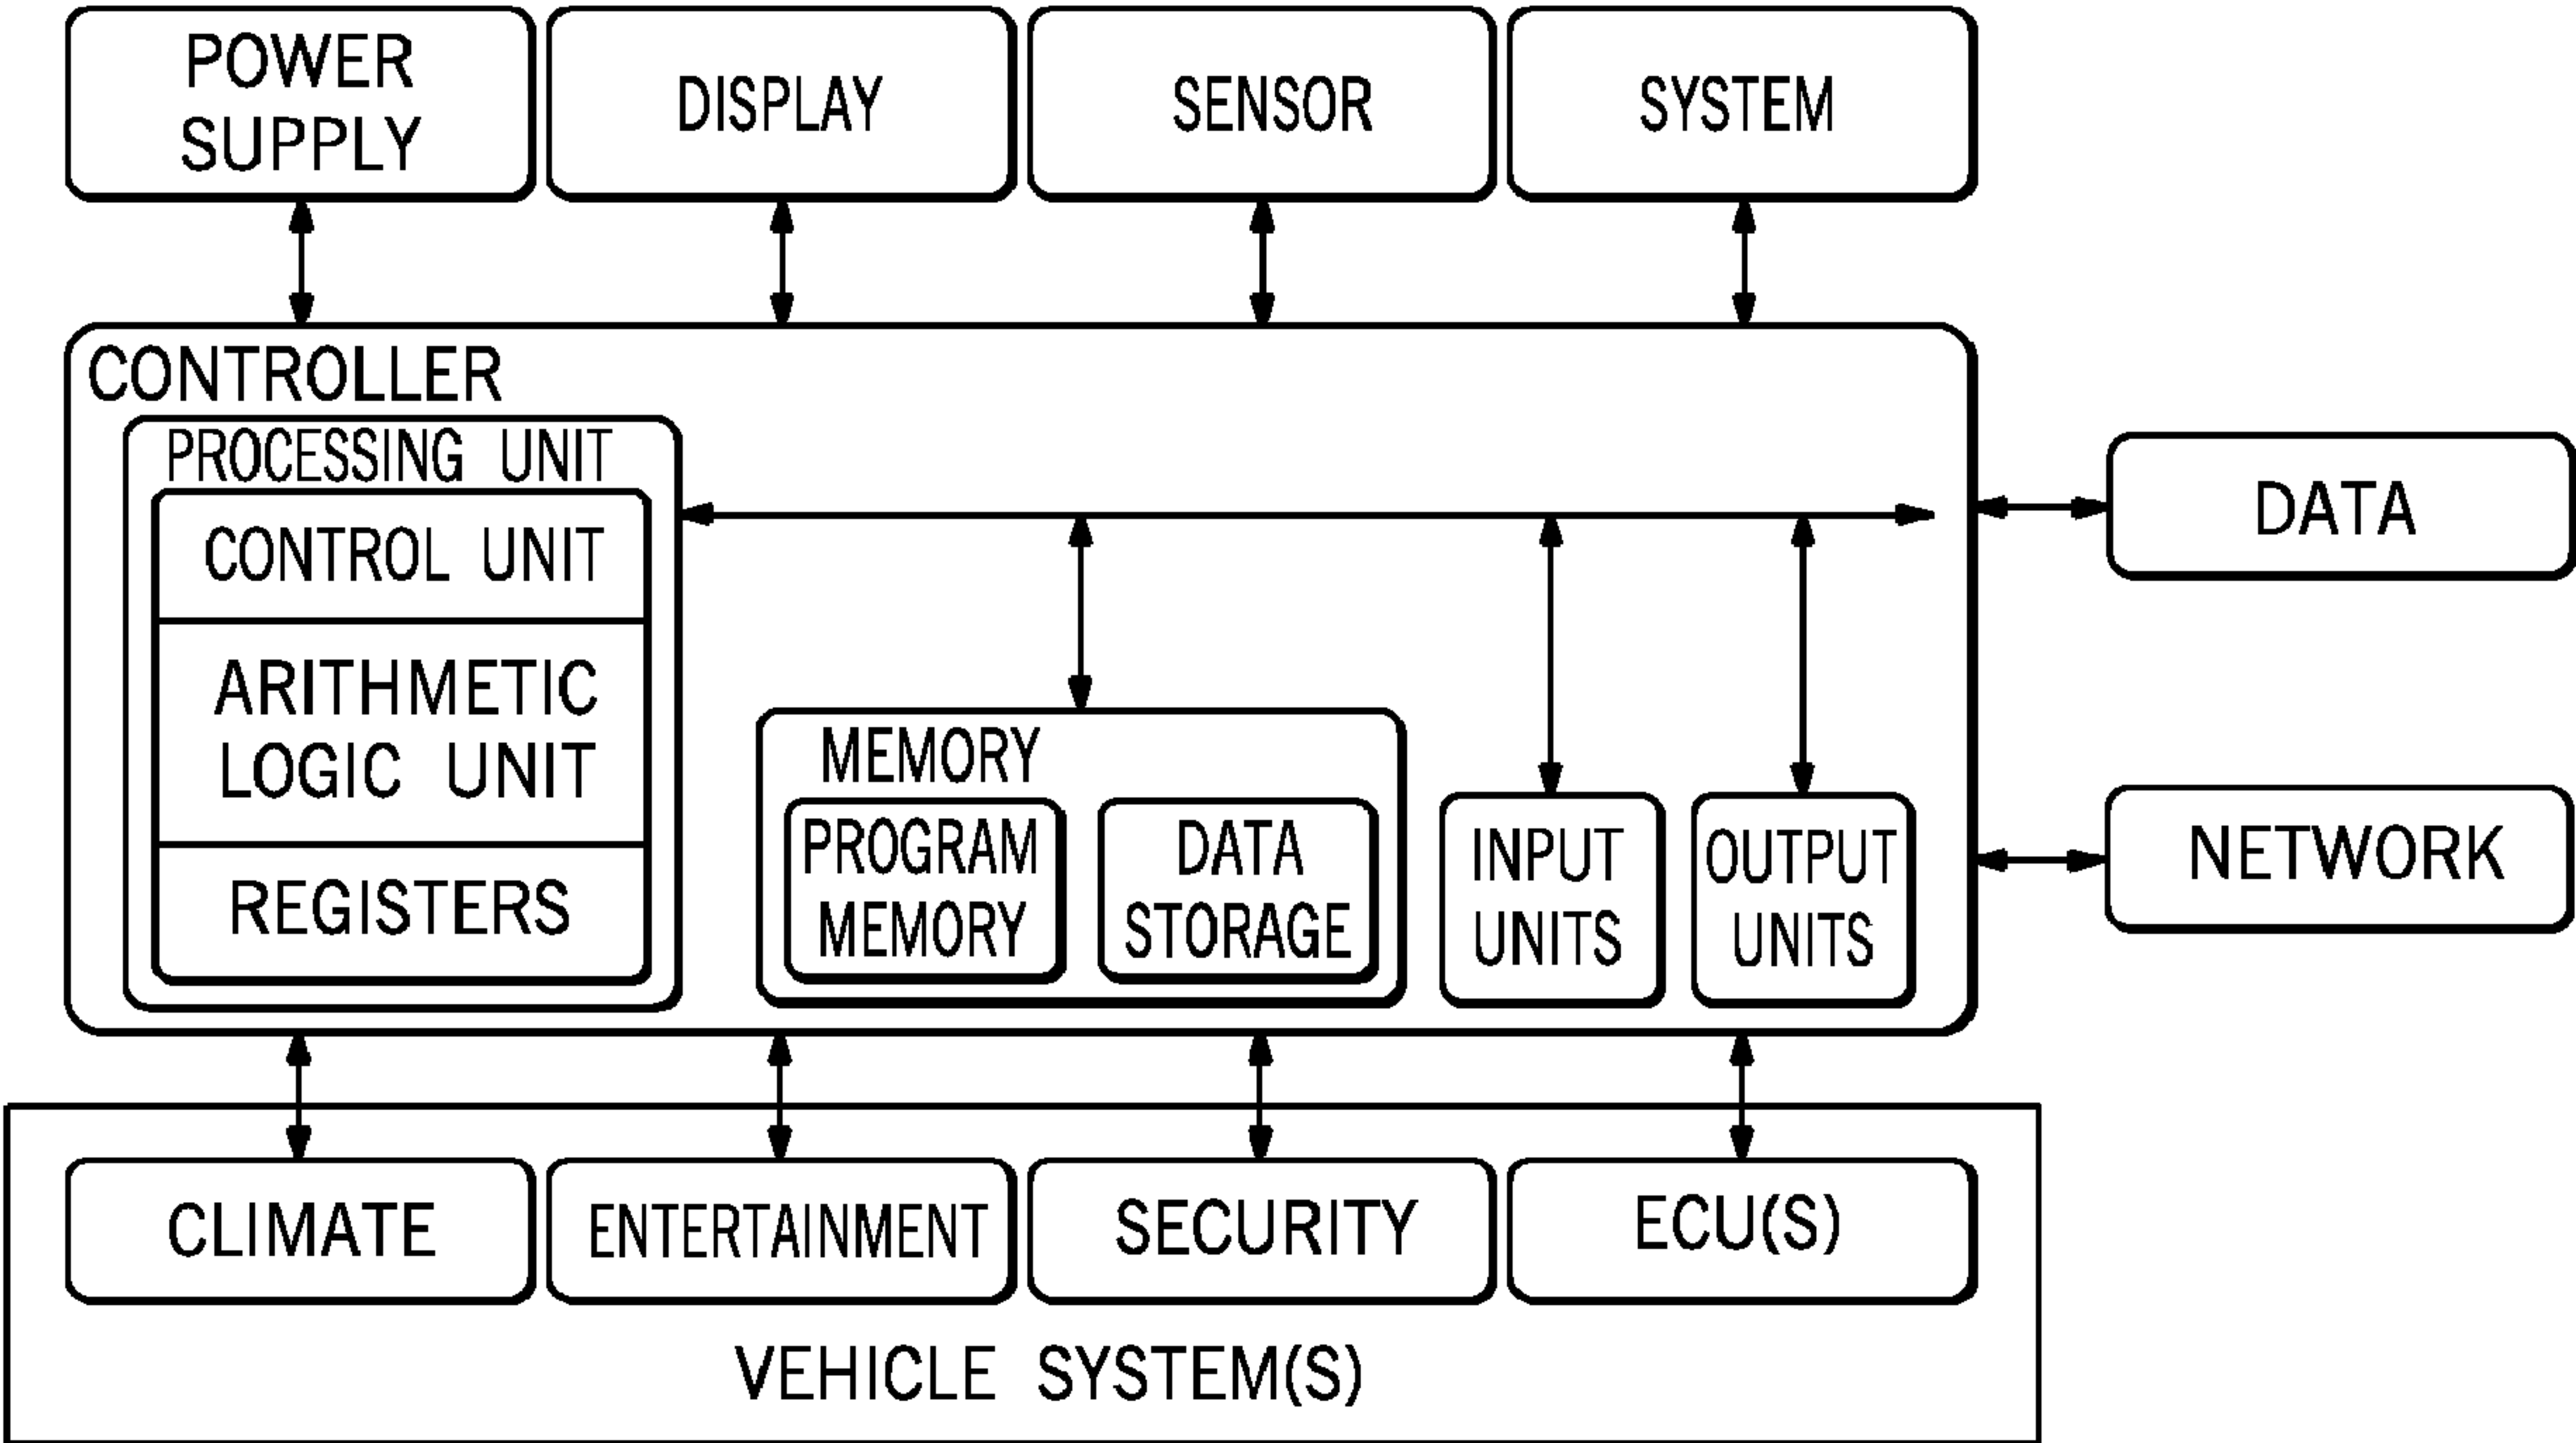 POWER
SUPPLY
DISPLAY
SENSOR
SYSTEM
CONTROLLER
PROCESSING UNIT
CONTROL UNIT
ARITHMETIC
LOGIC UNIT
REGISTERS
MEMORY
PROGRAM
MEMORY
DATA
STORAGE
INPUT
UNITS
OUTPUT
UNITS
DATA
NETWORK
CLIMATE
ENTERTAINMENT
SECURITY
ECU(S)
VEHICLE SYSTEM(S)